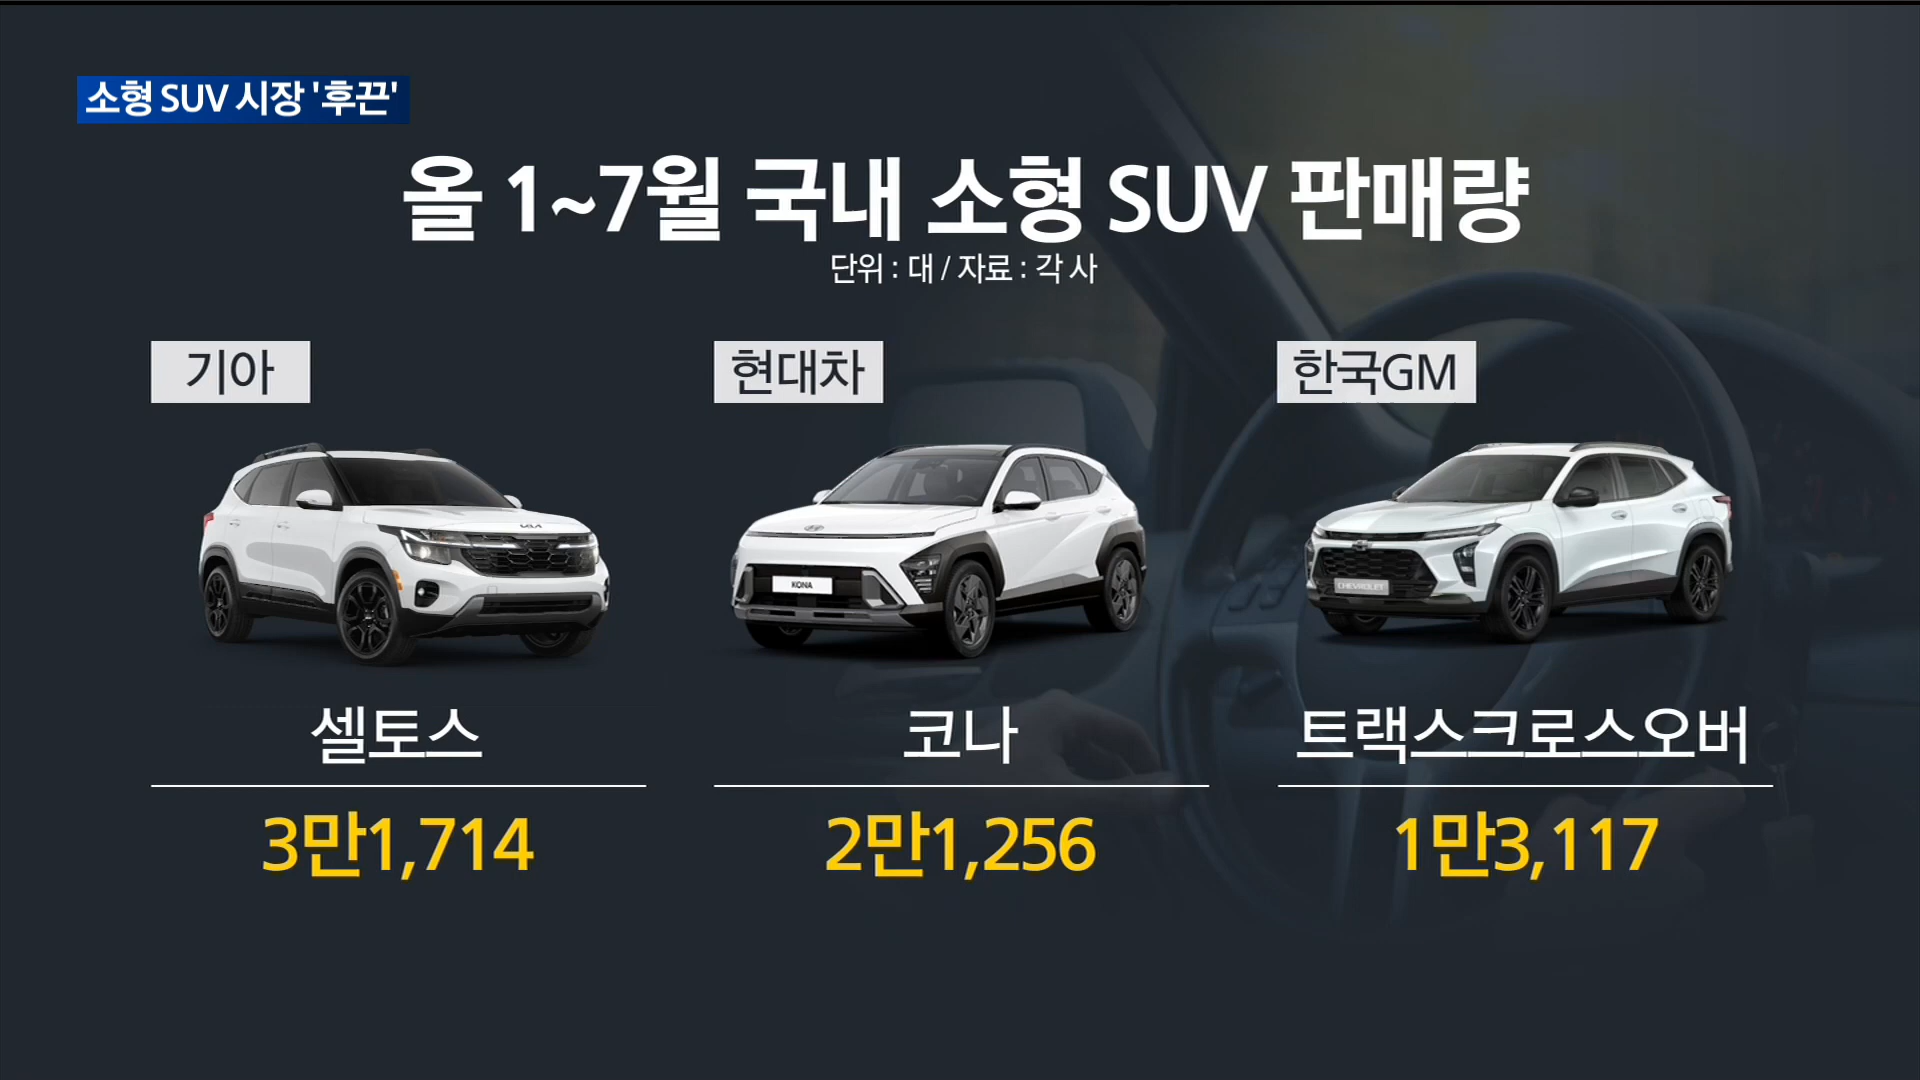 소형 SUV 시장 '후끈'
올 1~7월 국내 소형 SUV 판매량
단위 : 대 / 자료 : 각 사
기아
현대차
한국GM
KIA
KONA
CHEVROLET
셀토스
코나
트랙스크로스오버
3만1,714
2만1,256
1만3,117